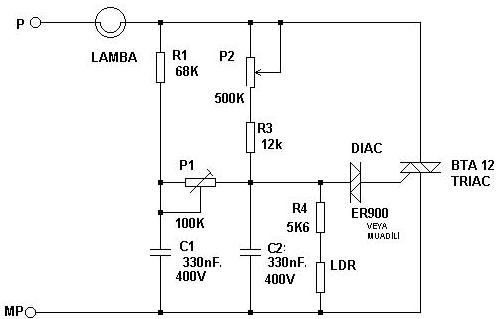 P
LAMBA
R1
68K
P2
500K
R3
12k
P1
100K
DIAC
BTA 12
TRIAC
R4
5K6
ER900
VEYA
MUADİLİ
C1
330nF.
400V
C2:
330nF.
400V
LDR
MP